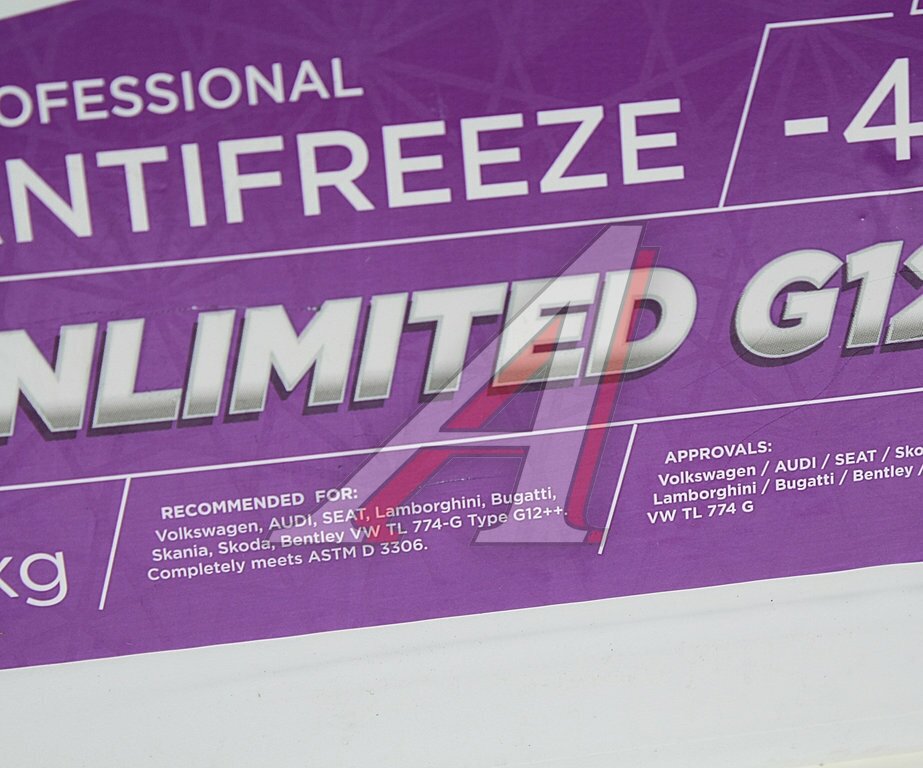 OFESSIONAL
NTIFREEZE
-4
NLIMITED G1
RECOMMENDED FOR:
Volkswagen, AUDI, SEAT, Lamborghini, Bugatti,
Skania, Skoda, Bentley VW TL 774-G Type G12++.
Completely meets ASTM D 3306.
APPROVALS:
Volkswagen / AUDI / SEAT / Sko
Lamborghini / Bugatti / Bentley /
VW TL 774 G
kg